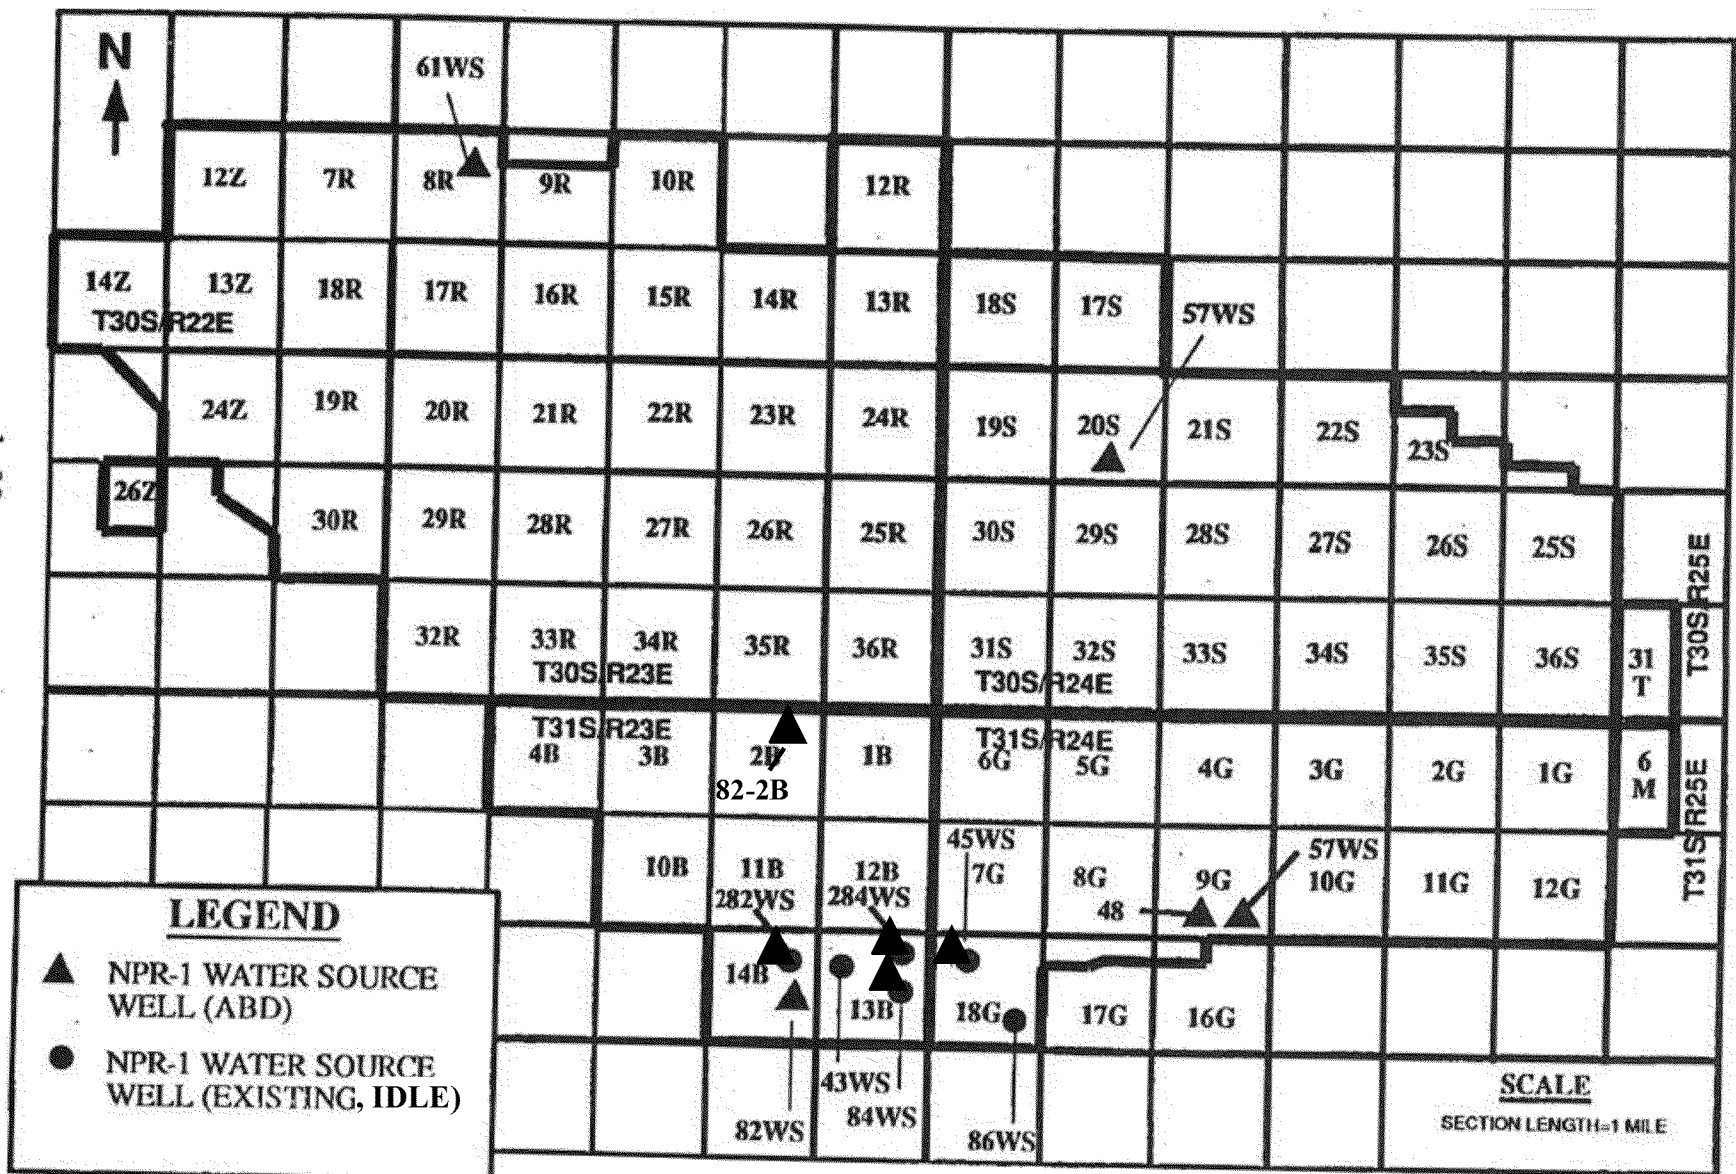 N
61WS
12Z 7R 8R 9R 10R 12R
14Z 13Z 18R 17R 16R 15R 14R 13R 18S 17S
T30S/R22E
57WS
24Z 19R 20R 21R 22R 23R 24R 19S 20S 21S 22S 23S
26Z 30R 29R 28R 27R 26R 25R 30S 29S 28S 27S 26S 25S
T30S/R25E
32R 33R 34R 35R 36R 31S 32S 33S 34S 35S 36S 31
T
T30S/R23E T30S/R24E
T31S/R23E T31S/R24E
4B 3B 2B 1B 6G 5G 4G 3G 2G 1G 6
M
82-2B
T31S/R25E
45WS
57WS
10B 11B 12B 7G 8G 9G 10G 11G 12G
282WS 284WS
48
14B 13B 18G 17G 16G
43WS
84WS
82WS
86WS
LEGEND
NPR-1 WATER SOURCE
WELL (ABD)
NPR-1 WATER SOURCE
WELL (EXISTING, IDLE)
SCALE
SECTION LENGTH=1 MILE